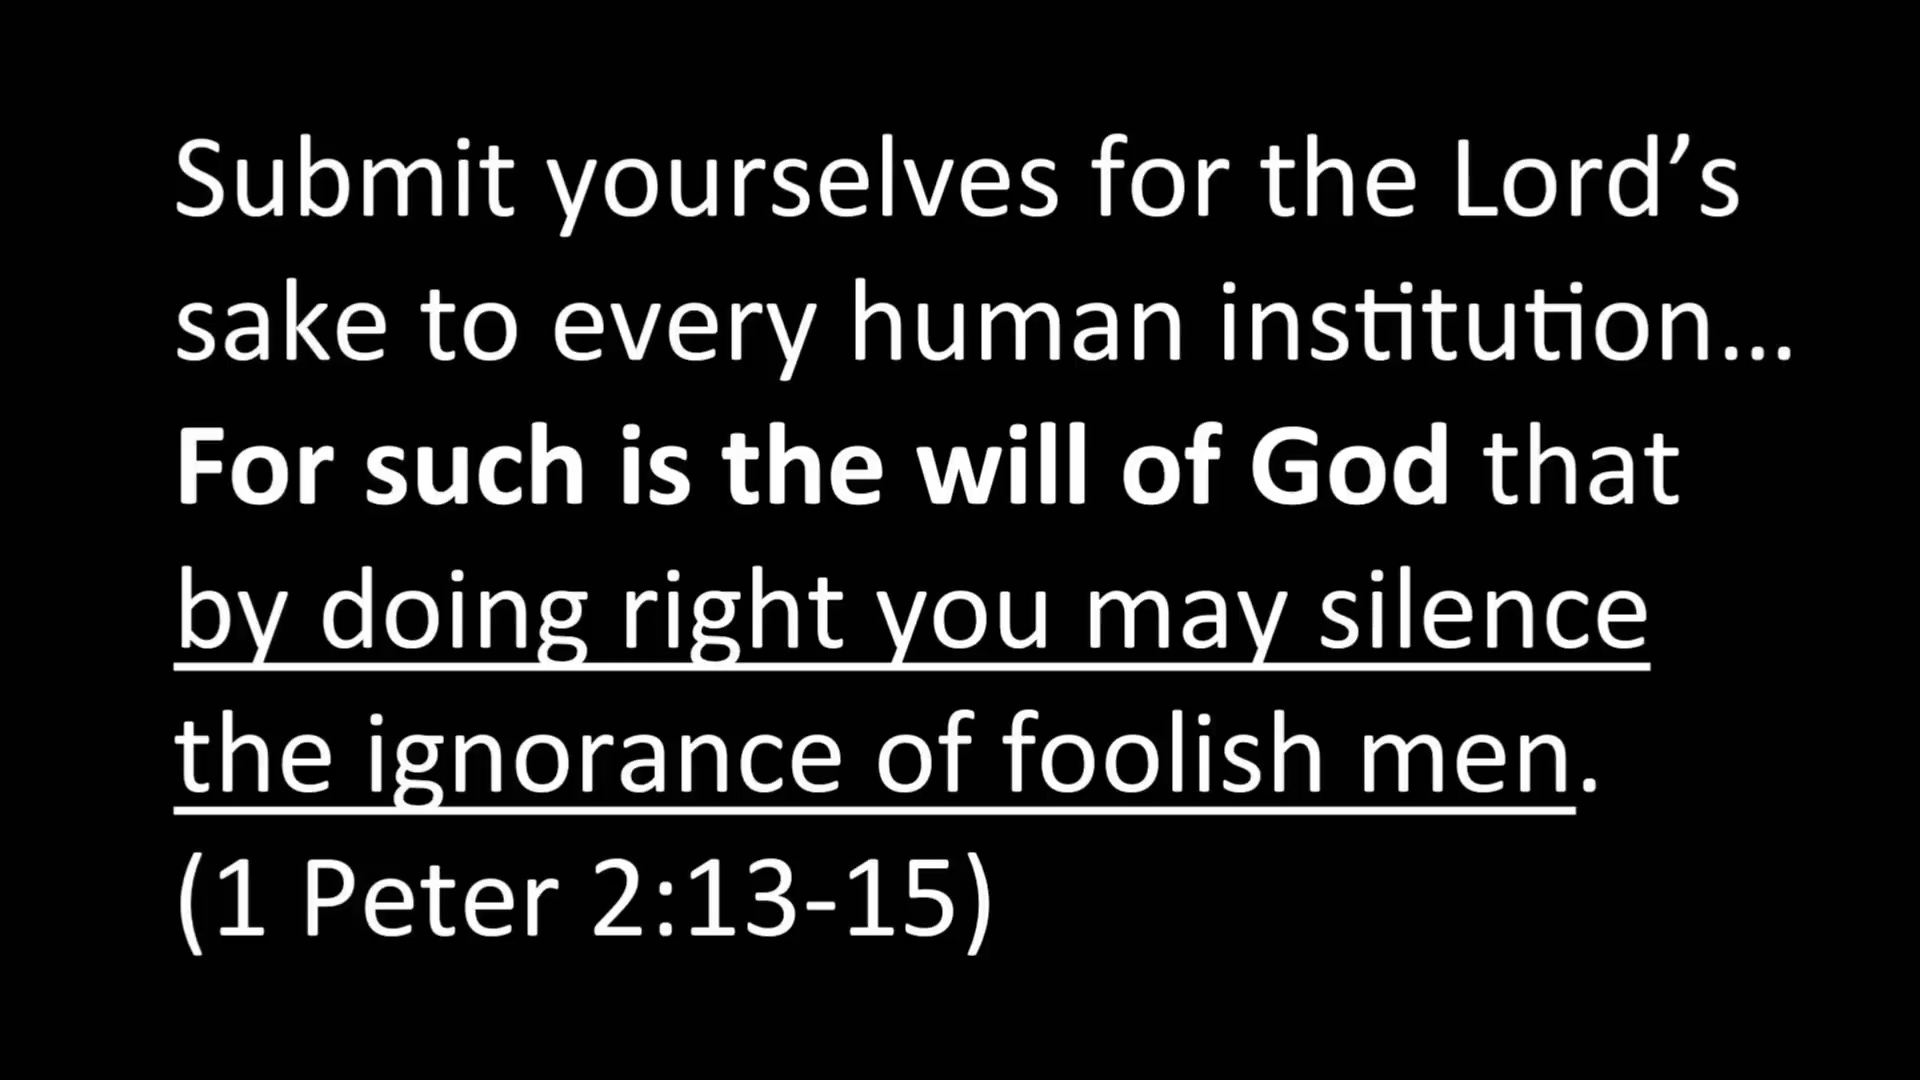 Submit yourselves for the Lord’s
sake to every human institution...
For such is the will of God that
by doing right you may silence
the ignorance of foolish men.
(1 Peter 2:13-15)